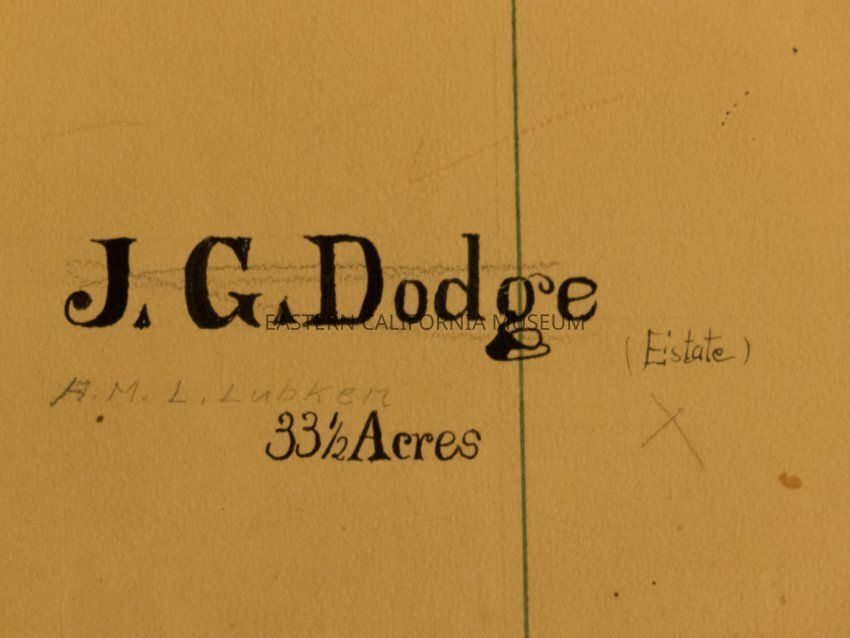 J. G. Dodge
EASTERN CALIFORNIA MUSEUM
(Estate)
A. M. L. Lubken
33½ Acres